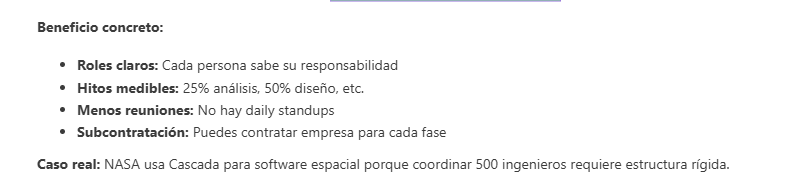 Beneficio concreto:
Roles claros: Cada persona sabe su responsabilidad
Hitos medibles: 25% análisis, 50% diseño, etc.
Menos reuniones: No hay daily standups
Subcontratación: Puedes contratar empresa para cada fase
Caso real: NASA usa Cascada para software espacial porque coordinar 500 ingenieros requiere estructura rígida.